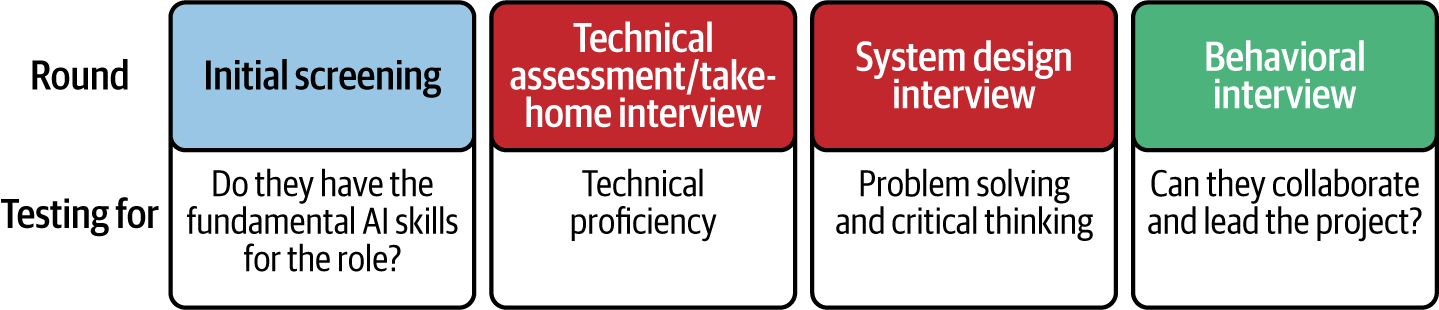 Round
Initial screening
Technical
assessment/take-
home interview
System design
interview
Behavioral
interview
Testing for
Do they have the
fundamental AI skills
for the role?
Technical
proficiency
Problem solving
and critical thinking
Can they collaborate
and lead the project?